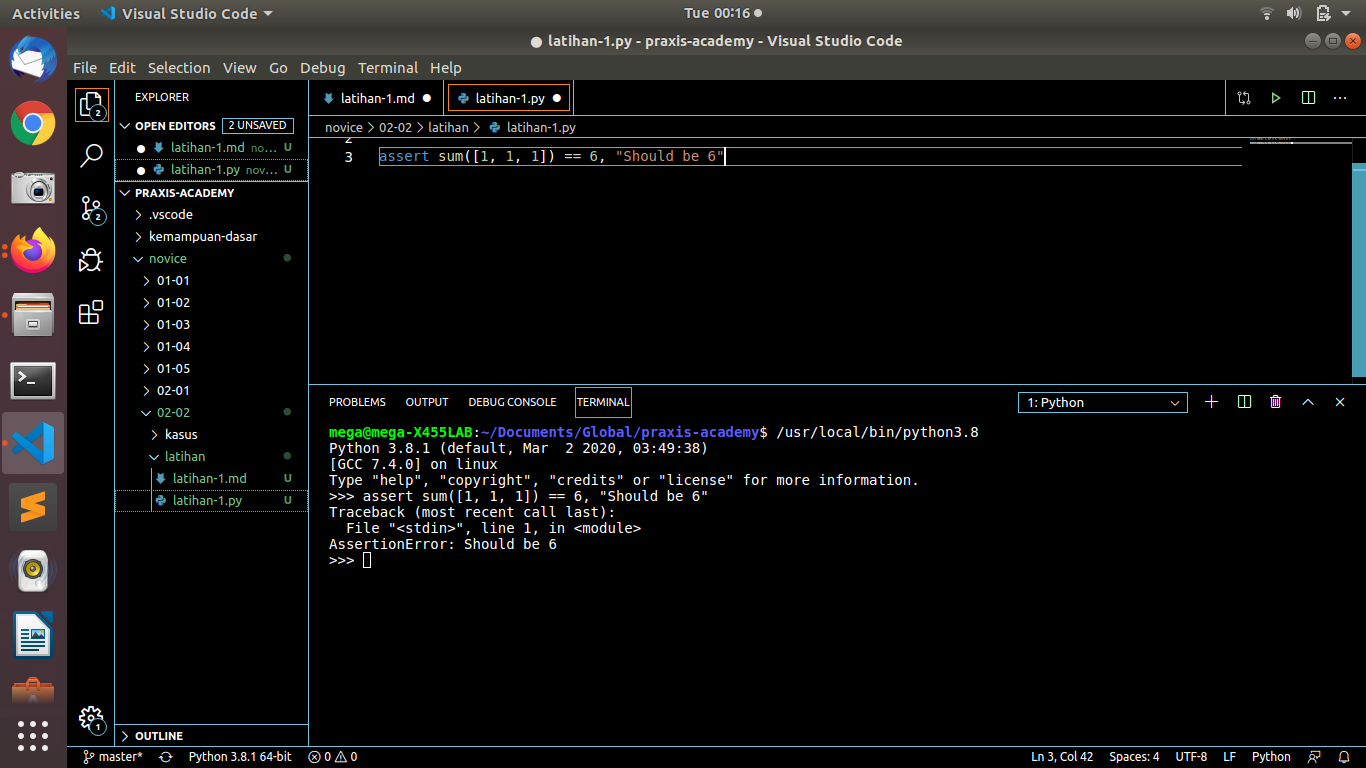 Activities Visual Studio Code Tue 00:16
latihan-1.py - praxis-academy - Visual Studio Code
File Edit Selection View Go Debug Terminal Help
EXPLORER
OPEN EDITORS 2 UNSAVED
latihan-1.md no... U
latihan-1.py nov... U
PRAXIS-ACADEMY
.vscode
kemampuan-dasar
novice
01-01
01-02
01-03
01-04
01-05
02-01
02-02
kasus
latihan
latihan-1.md U
latihan-1.py U
OUTLINE
2
2
1
latihan-1.md latihan-1.py
novice > 02-02 > latihan > latihan-1.py
2
3 assert sum([1, 1, 1]) == 6, "Should be 6"
PROBLEMS OUTPUT DEBUG CONSOLE TERMINAL 1: Python
mega@mega-X455LAB:~/Documents/Global/praxis-academy$ /usr/local/bin/python3.8
Python 3.8.1 (default, Mar  2 2020, 03:49:38)
[GCC 7.4.0] on linux
Type "help", "copyright", "credits" or "license" for more information.
>>> assert sum([1, 1, 1]) == 6, "Should be 6"
Traceback (most recent call last):
  File "<stdin>", line 1, in <module>
AssertionError: Should be 6
>>>
master* Python 3.8.1 64-bit 0 0 Ln 3, Col 42 Spaces: 4 UTF-8 LF Python